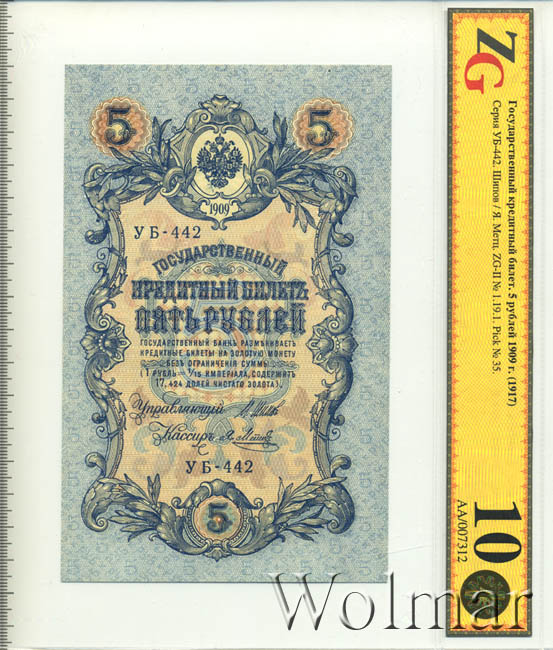 5 5
1909
УБ-442
ГОСУДАРСТВЕННЫЙ
КРЕДИТНЫЙ БИЛЕТЪ
ПЯТЬ РУБЛЕЙ
ГОСУДАРСТВЕННЫЙ БАНКЪ РАЗМѢНИВАЕТЪ
КРЕДИТНЫЕ БИЛЕТЫ НА ЗОЛОТУЮ МОНЕТУ
БЕЗЪ ОГРАНИЧЕНІЯ СУММЫ
(1 РУБЛЬ = 1/15 ИМПЕРІАЛА, СОДЕРЖИТЪ
17,424 ДОЛЕЙ ЧИСТАГО ЗОЛОТА).
Управляющій
Кассиръ
УБ-442
5
ZG
Государственный кредитный билет. 5 рублей 1909 г. (1917)
Серия УБ-442. Шипов / Я. Метц. ZG-II № 1.19.1. Pick № 35.
10
АА/007312
Wolmar